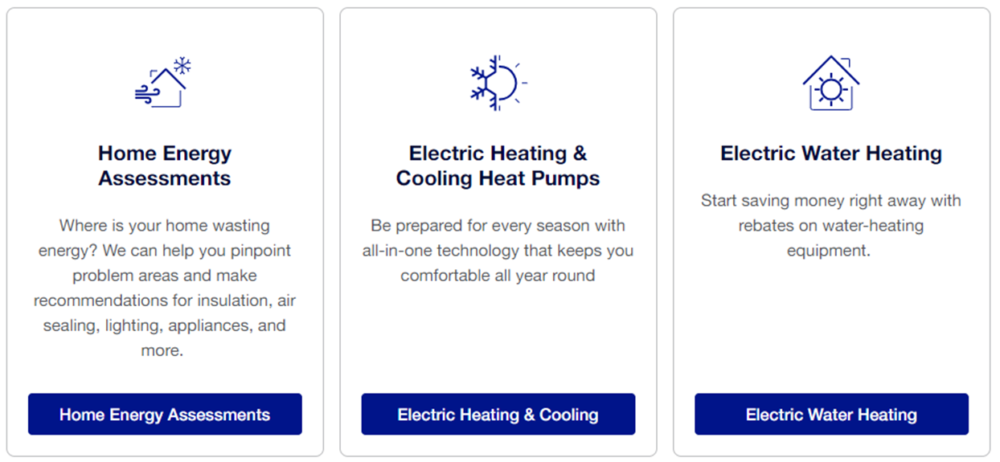 Home Energy
Assessments
Where is your home wasting
energy? We can help you pinpoint
problem areas and make
recommendations for insulation, air
sealing, lighting, appliances, and
more.
Home Energy Assessments
Electric Heating &
Cooling Heat Pumps
Be prepared for every season with
all-in-one technology that keeps you
comfortable all year round
Electric Heating & Cooling
Electric Water Heating
Start saving money right away with
rebates on water-heating
equipment.
Electric Water Heating